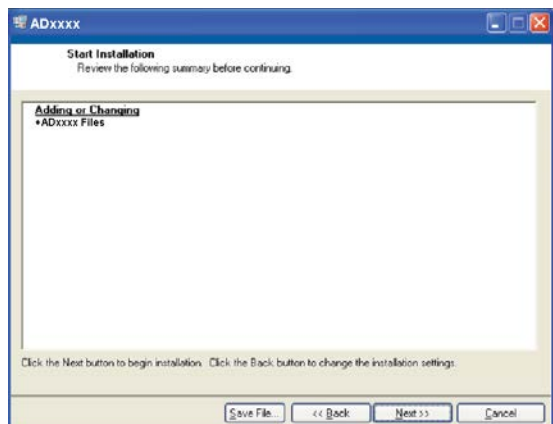 ADxxxx
Start Installation
Review the following summary before continuing.
Adding or Changing
•ADxxxx Files
Click the Next button to begin installation. Click the Back button to change the installation settings.
Save File... << Back Next >> Cancel